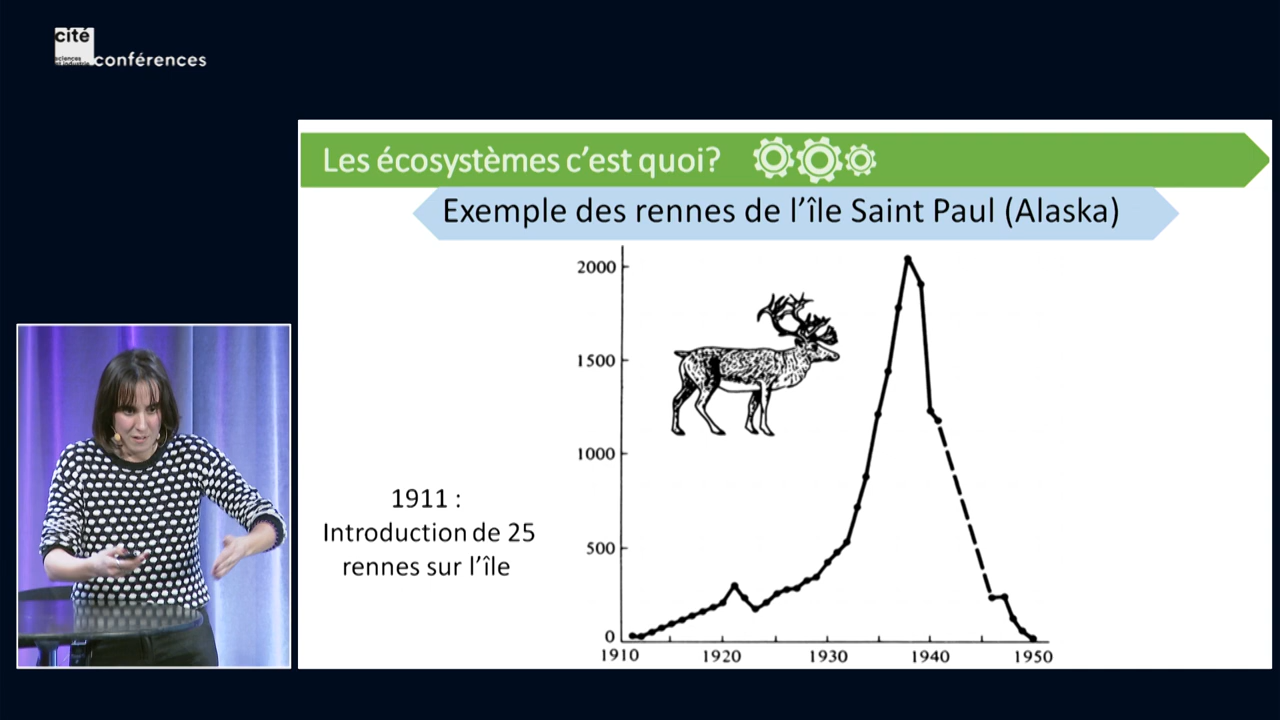 cité
sciences
et industrie
conférences
Les écosystèmes c'est quoi?
Exemple des rennes de l'île Saint Paul (Alaska)
2000
1500
1000
500
0
1910
1920
1930
1940
1950
1911 :
Introduction de 25
rennes sur l'île